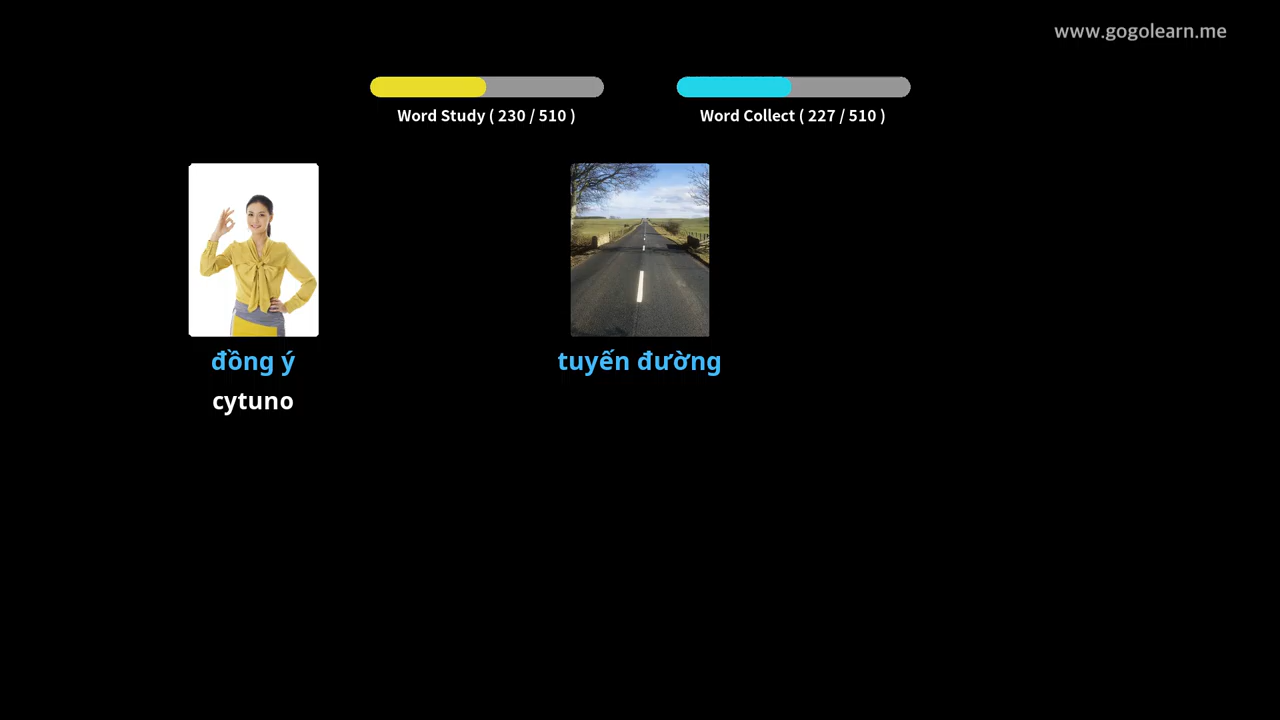 www.gogolearn.me
Word Study ( 230 / 510 )
Word Collect ( 227 / 510 )
đồng ý
tuyến đường
cytuno